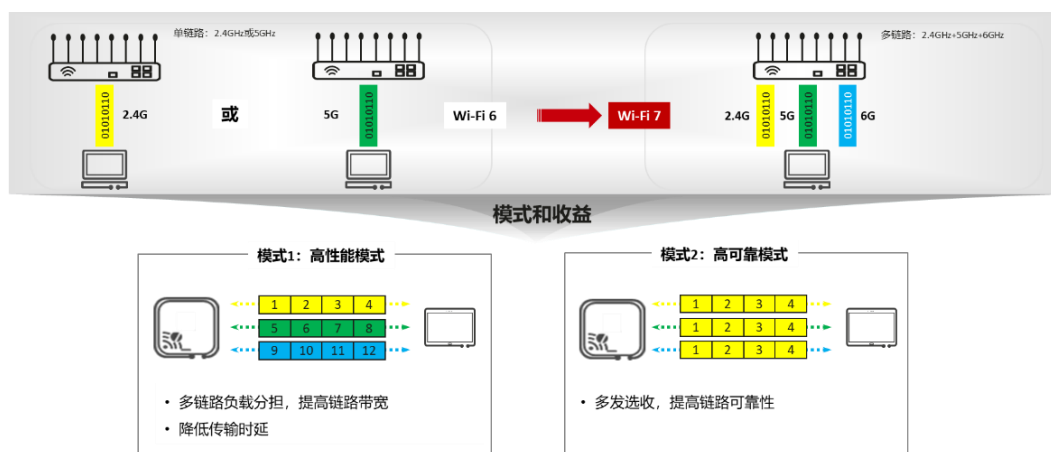 单链路：2.4GHz或5GHz
多链路：2.4GHz+5GHz+6GHz
01010110
2.4G
或
5G
01010110
Wi-Fi 6
Wi-Fi 7
2.4G
01010110
5G
01010110
01010110
6G
模式和收益
模式1：高性能模式
1 2 3 4
5 6 7 8
9 10 11 12
• 多链路负载分担，提高链路带宽
• 降低传输时延
模式2：高可靠模式
1 2 3 4
1 2 3 4
1 2 3 4
• 多发选收，提高链路可靠性